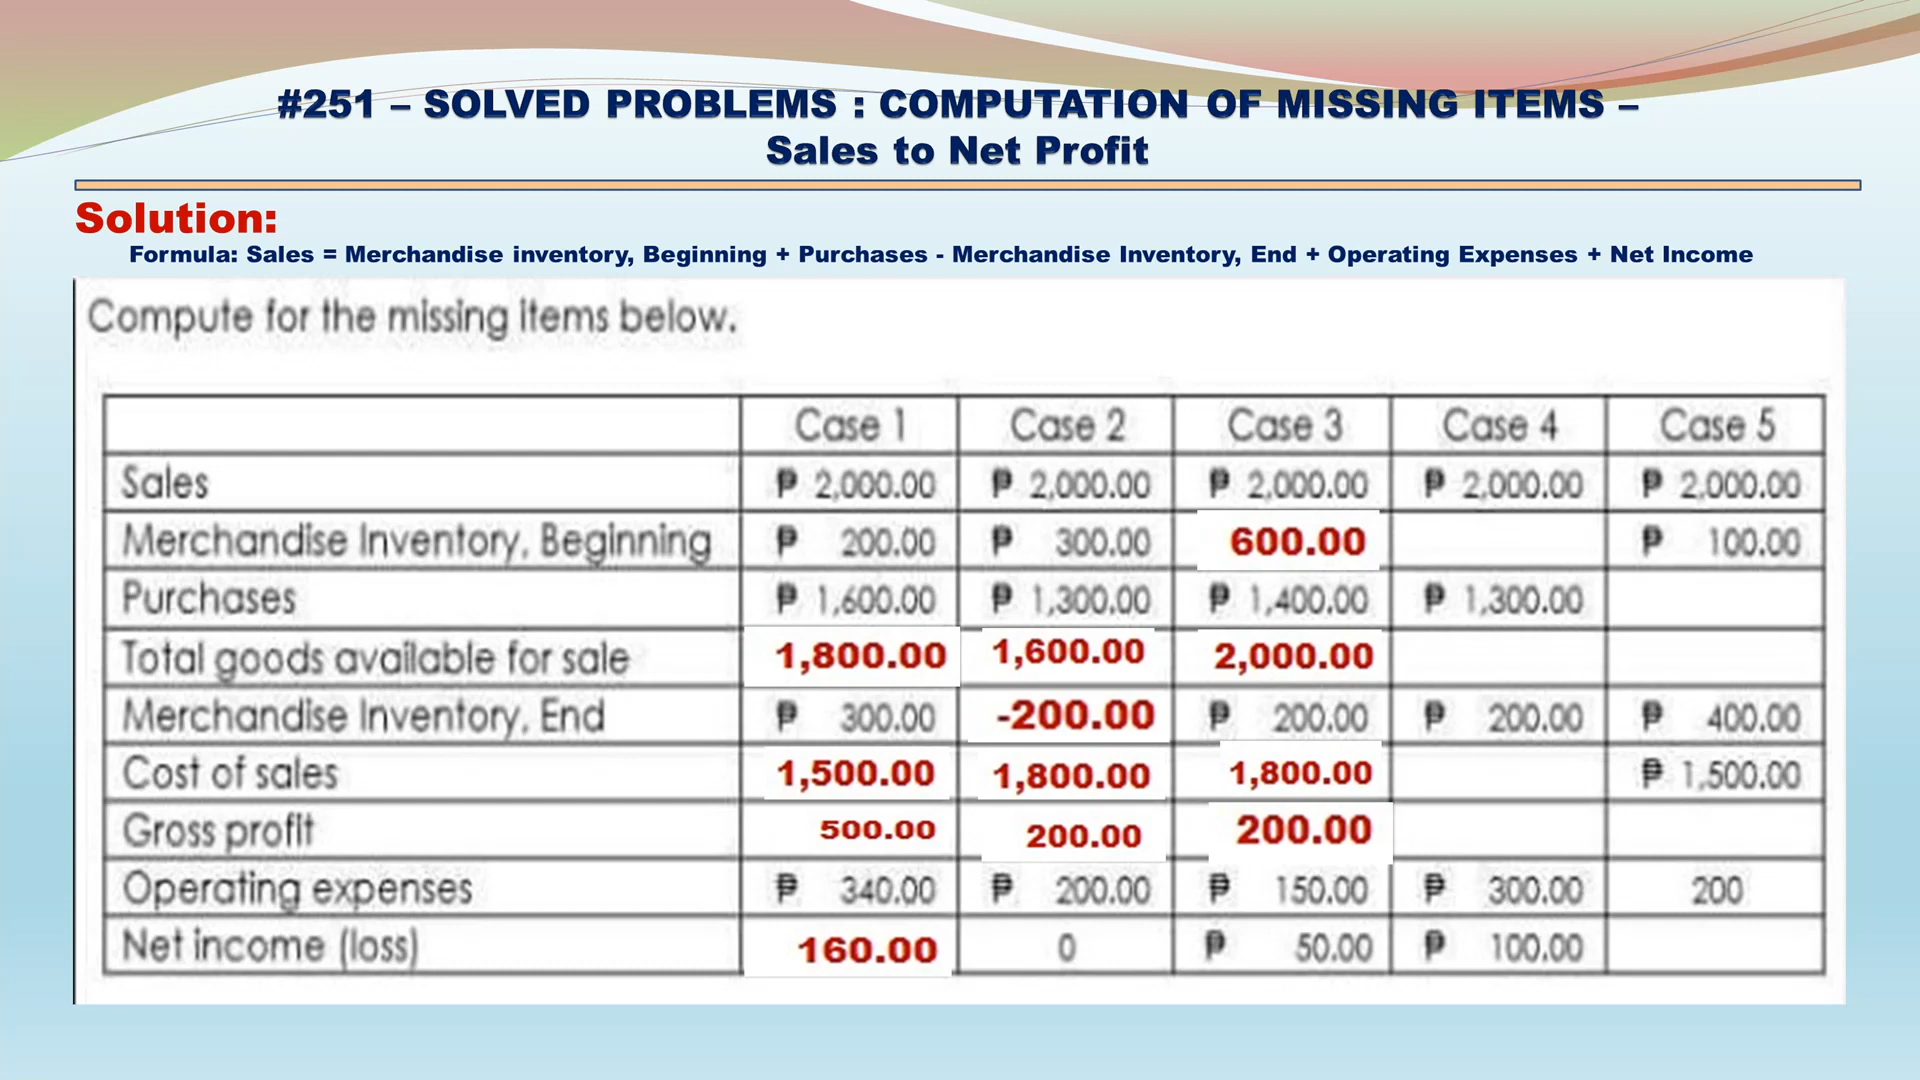 #251 – SOLVED PROBLEMS : COMPUTATION OF MISSING ITEMS –
Sales to Net Profit
Solution:
Formula: Sales = Merchandise inventory, Beginning + Purchases - Merchandise Inventory, End + Operating Expenses + Net Income
Compute for the missing items below.
Case 1 Case 2 Case 3 Case 4 Case 5
Sales ₱ 2,000.00 ₱ 2,000.00 ₱ 2,000.00 ₱ 2,000.00 ₱ 2,000.00
Merchandise Inventory, Beginning ₱ 200.00 ₱ 300.00 600.00 ₱ 100.00
Purchases ₱ 1,600.00 ₱ 1,300.00 ₱ 1,400.00 ₱ 1,300.00
Total goods available for sale 1,800.00 1,600.00 2,000.00
Merchandise Inventory, End ₱ 300.00 -200.00 ₱ 200.00 ₱ 200.00 ₱ 400.00
Cost of sales 1,500.00 1,800.00 1,800.00 ₱ 1,500.00
Gross profit 500.00 200.00 200.00
Operating expenses ₱ 340.00 ₱ 200.00 ₱ 150.00 ₱ 300.00 200
Net income (loss) 160.00 0 ₱ 50.00 ₱ 100.00